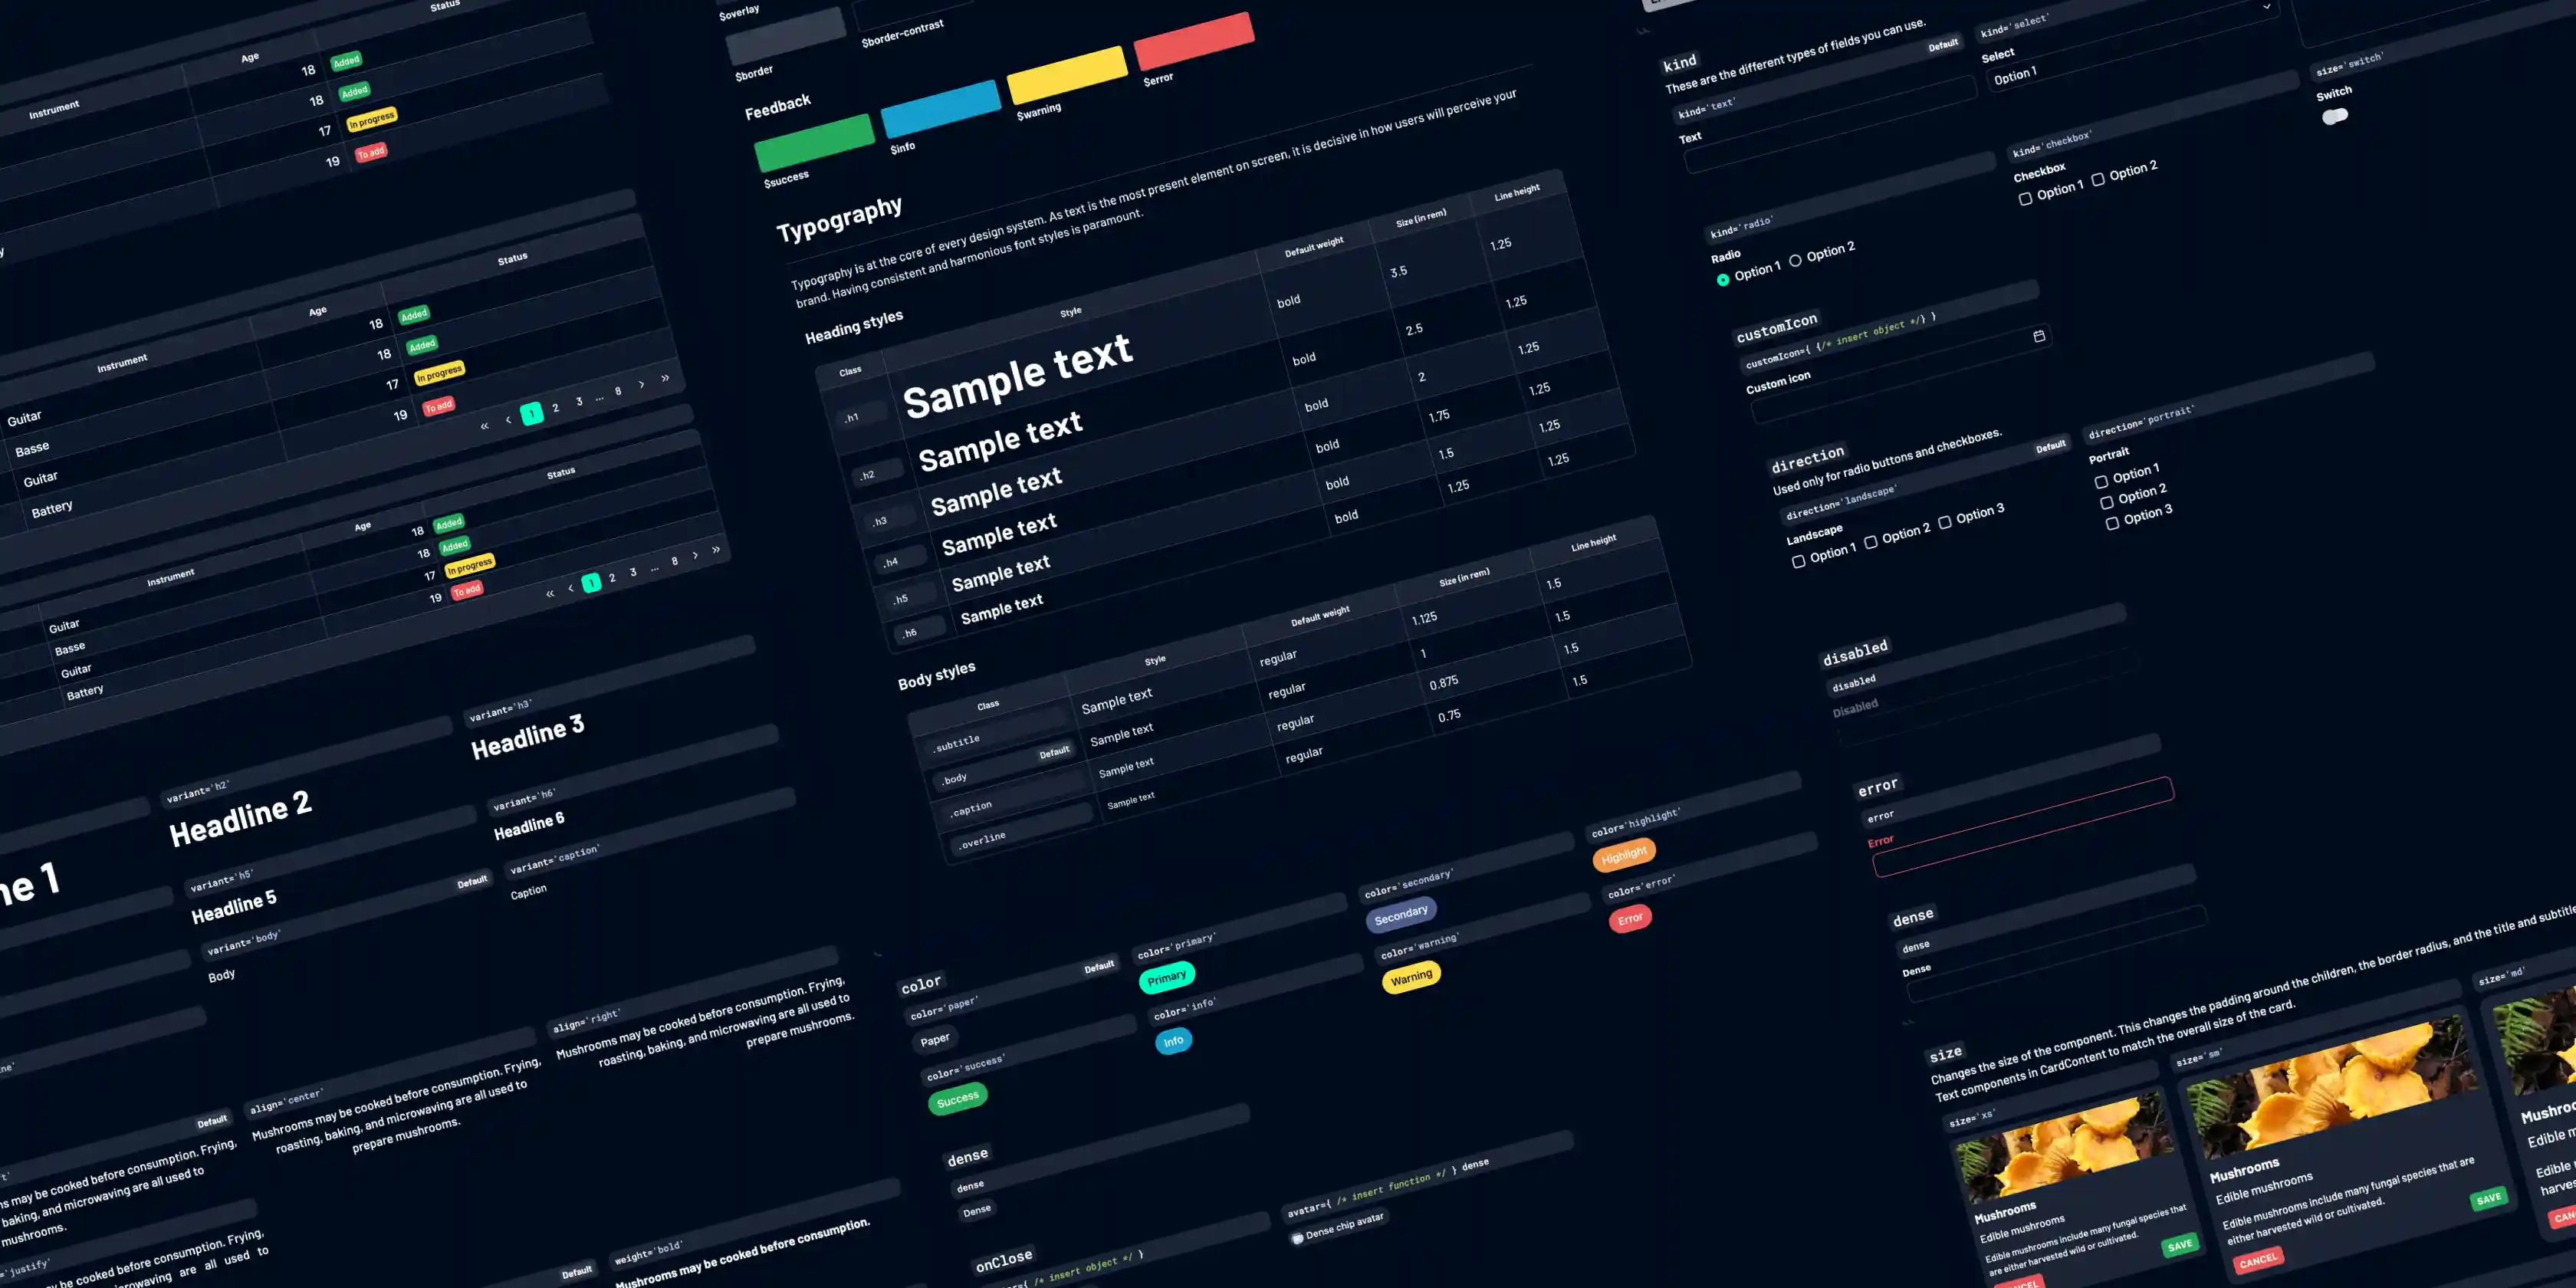 Status
Age
Instrument
18 Added
18 Added
17 In progress
19 To add
Status
Age
Instrument
18 Added
18 Added
17 In progress
19 To add
Guitar
Basse
Guitar
Battery
« ‹ 1 2 3 ... 8 › »
Status
Age
Instrument
18 Added
18 Added
17 In progress
19 To add
Guitar
Basse
Guitar
Battery
« ‹ 1 2 3 ... 8 › »
variant='h2'
Headline 2
variant='h3'
Headline 3
variant='h5'
Headline 5
variant='h6'
Headline 6
variant='body' Default
Body
variant='caption'
Caption
Default
align='center'
Mushrooms may be cooked before consumption. Frying,
roasting, baking, and microwaving are all used to
prepare mushrooms.
align='right'
Mushrooms may be cooked before consumption. Frying,
roasting, baking, and microwaving are all used to
prepare mushrooms.
may be cooked before consumption. Frying,
baking, and microwaving are all used to
mushrooms.
be cooked before consumption. Frying,
are all used to
Default
weight='bold'
Mushrooms may be cooked before consumption.
$overlay
$border
$border-contrast
Feedback
$success
$info
$warning
$error
Typography
Typography is at the core of every design system. As text is the most present element on screen, it is decisive in how users will perceive your
brand. Having consistent and harmonious font styles is paramount.
Heading styles
Class Style Default weight Size (in rem) Line height
.h1 Sample text bold 3.5 1.25
.h2 Sample text bold 2.5 1.25
.h3 Sample text bold 2 1.25
.h4 Sample text bold 1.75 1.25
.h5 Sample text bold 1.5 1.25
.h6 Sample text bold 1.25 1.25
Body styles
Class Style Default weight Size (in rem) Line height
.subtitle Sample text regular 1.125 1.5
.body Default Sample text regular 1 1.5
.caption Sample text regular 0.875 1.5
.overline Sample text regular 0.75 1.5
color
color='paper' Default
Paper
color='primary'
Primary
color='secondary'
Secondary
color='highlight'
Highlight
color='success'
Success
color='info'
Info
color='warning'
Warning
color='error'
Error
dense
dense
Dense
avatar={ /* insert function */ } dense
Dense chip avatar
onClose
/* insert object */ }
kind
These are the different types of fields you can use.
kind='text' Default
Text
kind='select'
Select
Option 1
size='switch'
Switch
kind='radio'
Radio
Option 1 Option 2
kind='checkbox'
Checkbox
Option 1 Option 2
customIcon
customIcon={ {/* insert object */} }
Custom icon
direction
Used only for radio buttons and checkboxes.
direction='landscape' Default
Landscape
Option 1 Option 2 Option 3
direction='portrait'
Portrait
Option 1
Option 2
Option 3
disabled
disabled
Disabled
error
error
Error
dense
dense
Dense
size
Changes the size of the component. This changes the padding around the children, the border radius, and the title and subtitle
Text components in CardContent to match the overall size of the card.
size='xs'
Mushrooms
Edible mushrooms
Edible mushrooms include many fungal species that
are either harvested wild or cultivated.
SAVE
size='sm'
Mushrooms
Edible mushrooms
Edible mushrooms include many fungal species that are
either harvested wild or cultivated.
CANCEL SAVE
size='md'
Edible